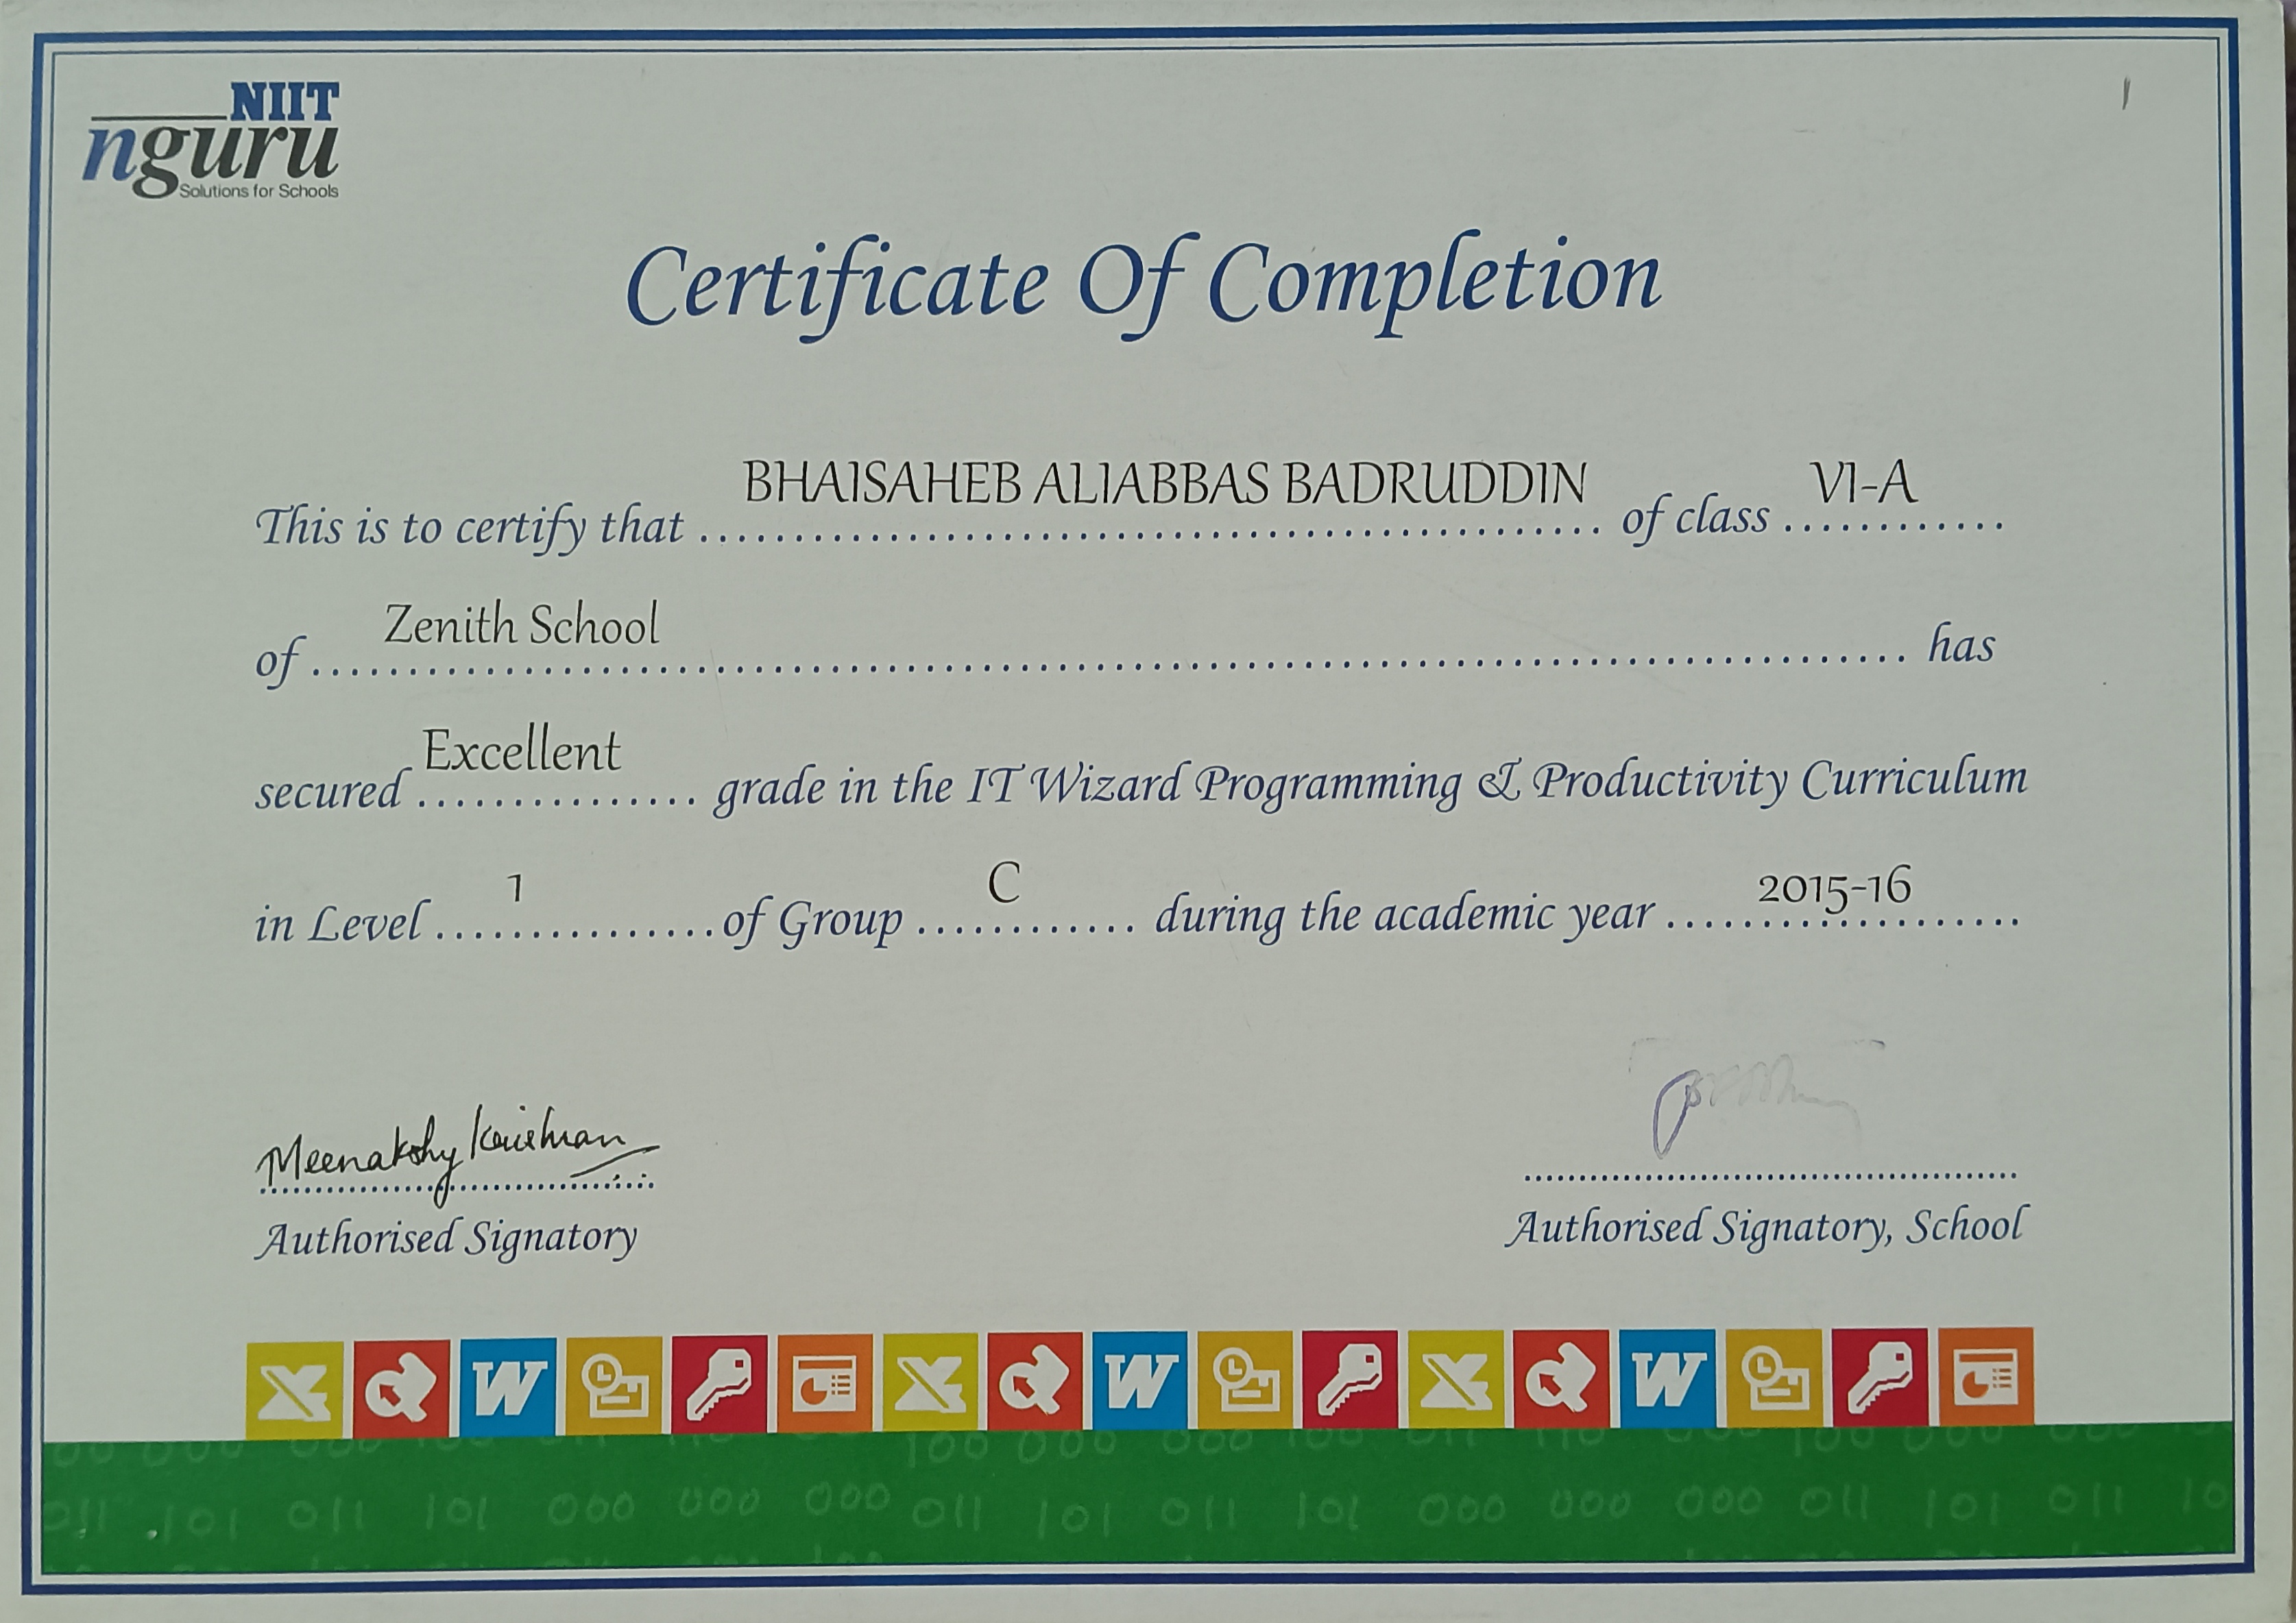 NIIT
nguru
Solutions for Schools
Certificate Of Completion
This is to certify that BHAISAHEB ALIABBAS BADRUDDIN of class VI-A
of Zenith School has
secured Excellent grade in the IT Wizard Programming & Productivity Curriculum
in Level 1 of Group C during the academic year 2015-16
Meenakshy Krishnan
Authorised Signatory
Authorised Signatory, School